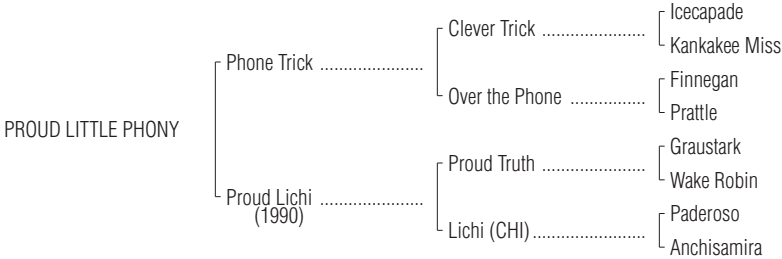 Icecapade
Clever Trick ........................
Kankakee Miss
Phone Trick ........................
Finnegan
Over the Phone .................
Prattle
PROUD LITTLE PHONY
Graustark
Proud Truth ........................
Wake Robin
Proud Lichi ........................
(1990)
Paderoso
Lichi (CHI) ..........................
Anchisamira